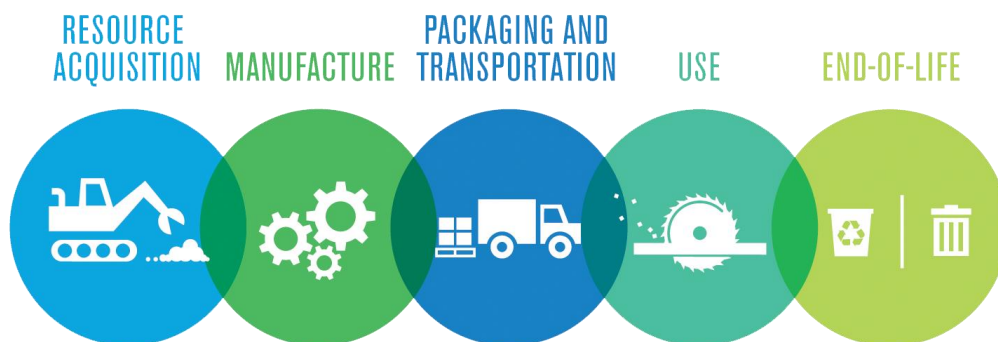 RESOURCE
ACQUISITION
MANUFACTURE
PACKAGING AND
TRANSPORTATION
USE
END-OF-LIFE